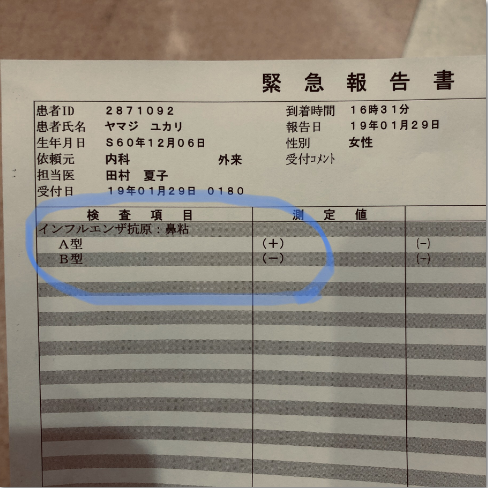 緊急報告書
患者ID 2871092 到着時間 16時31分
患者氏名 ヤマジ ユカリ 報告日 19年01月29日
生年月日 S60年12月06日 性別 女性
依頼元 内科 外来 受付コメント
担当医 田村 夏子
受付日 19年01月29日 0180
検査項目 測定値
インフルエンザ抗原：鼻粘
A型 (+) (-)
B型 (-) (-)